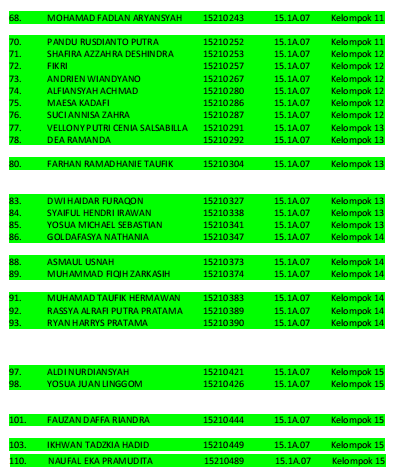 68. MOHAMAD FADLAN ARYANSYAH 15210243 15.1A.07 Kelompok 11
70. PANDU RUSDIANTO PUTRA 15210252 15.1A.07 Kelompok 11
71. SHAFIRA AZZAHRA DESHINDRA 15210253 15.1A.07 Kelompok 12
72. FIKRI 15210257 15.1A.07 Kelompok 12
73. ANDRIEN WIANDYANO 15210267 15.1A.07 Kelompok 12
74. ALFIANSYAH ACHMAD 15210280 15.1A.07 Kelompok 12
75. MAESA KADAFI 15210286 15.1A.07 Kelompok 12
76. SUCI ANNISA ZAHRA 15210287 15.1A.07 Kelompok 12
77. VELLONY PUTRI CENIA SALSABILLA 15210291 15.1A.07 Kelompok 13
78. DEA RAMANDA 15210292 15.1A.07 Kelompok 13
80. FARHAN RAMADHANIE TAUFIK 15210304 15.1A.07 Kelompok 13
83. DWI HAIDAR FURAQON 15210327 15.1A.07 Kelompok 13
84. SYAIFUL HENDRI IRAWAN 15210338 15.1A.07 Kelompok 13
85. YOSUA MICHAEL SEBASTIAN 15210341 15.1A.07 Kelompok 13
86. GOLDAFASYA NATHANIA 15210347 15.1A.07 Kelompok 14
88. ASMAUL USNAH 15210373 15.1A.07 Kelompok 14
89. MUHAMMAD FIQIH ZARKASIH 15210374 15.1A.07 Kelompok 14
91. MUHAMAD TAUFIK HERMAWAN 15210383 15.1A.07 Kelompok 14
92. RASSYA ALRAFI PUTRA PRATAMA 15210389 15.1A.07 Kelompok 14
93. RYAN HARRYS PRATAMA 15210390 15.1A.07 Kelompok 14
97. ALDI NURDIANSYAH 15210421 15.1A.07 Kelompok 15
98. YOSUA JUAN LINGGOM 15210426 15.1A.07 Kelompok 15
101. FAUZAN DAFFA RIANDRA 15210444 15.1A.07 Kelompok 15
103. IKHWAN TADZKIA HADID 15210449 15.1A.07 Kelompok 15
110. NAUFAL EKA PRAMUDITA 15210489 15.1A.07 Kelompok 15